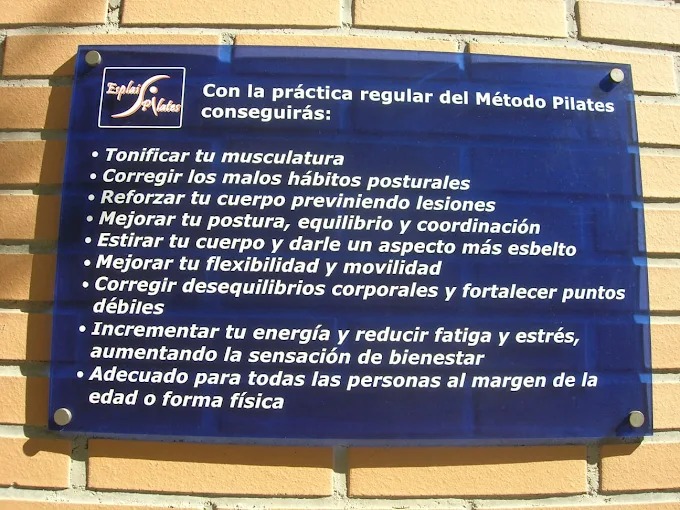 Esplai
Pilates
Con la práctica regular del Método Pilates
conseguirás:
• Tonificar tu musculatura
• Corregir los malos hábitos posturales
• Reforzar tu cuerpo previniendo lesiones
• Mejorar tu postura, equilibrio y coordinación
• Estirar tu cuerpo y darle un aspecto más esbelto
• Mejorar tu flexibilidad y movilidad
• Corregir desequilibrios corporales y fortalecer puntos
débiles
• Incrementar tu energía y reducir fatiga y estrés,
aumentando la sensación de bienestar
• Adecuado para todas las personas al margen de la
edad o forma física